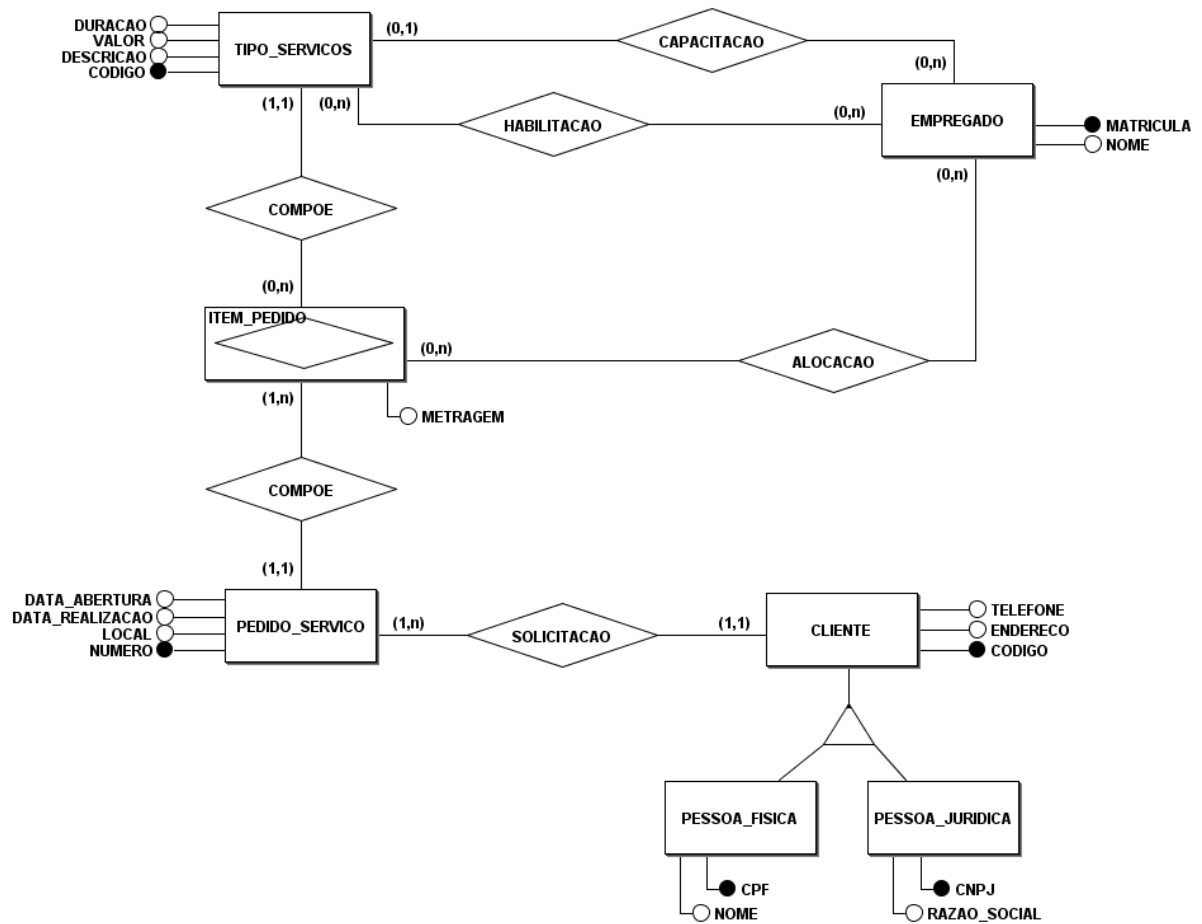 DURACAO
VALOR
DESCRICAO
CODIGO
TIPO_SERVICOS
(0,1)
CAPACITACAO
(0,n)
(1,1)
(0,n)
HABILITACAO
(0,n)
EMPREGADO
MATRICULA
NOME
(0,n)
COMPOE
(0,n)
ITEM_PEDIDO
(0,n)
ALOCACAO
(1,n)
METRAGEM
COMPOE
(1,1)
DATA_ABERTURA
DATA_REALIZACAO
LOCAL
NUMERO
PEDIDO_SERVICO
(1,n)
SOLICITACAO
(1,1)
CLIENTE
TELEFONE
ENDERECO
CODIGO
PESSOA_FISICA
PESSOA_JURIDICA
CPF
NOME
CNPJ
RAZAO_SOCIAL